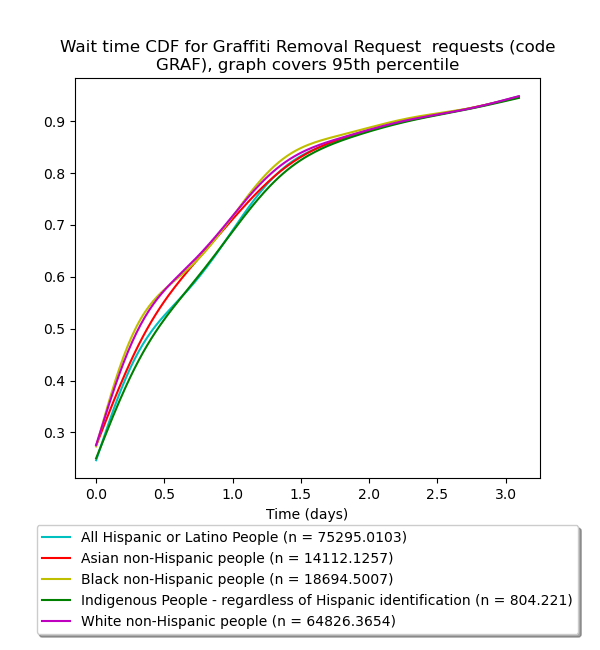 Wait time CDF for Graffiti Removal Request  requests (code
GRAF), graph covers 95th percentile
0.9
0.8
0.7
0.6
0.5
0.4
0.3
0.0 0.5 1.0 1.5 2.0 2.5 3.0
Time (days)
All Hispanic or Latino People (n = 75295.0103)
Asian non-Hispanic people (n = 14112.1257)
Black non-Hispanic people (n = 18694.5007)
Indigenous People - regardless of Hispanic identification (n = 804.221)
White non-Hispanic people (n = 64826.3654)